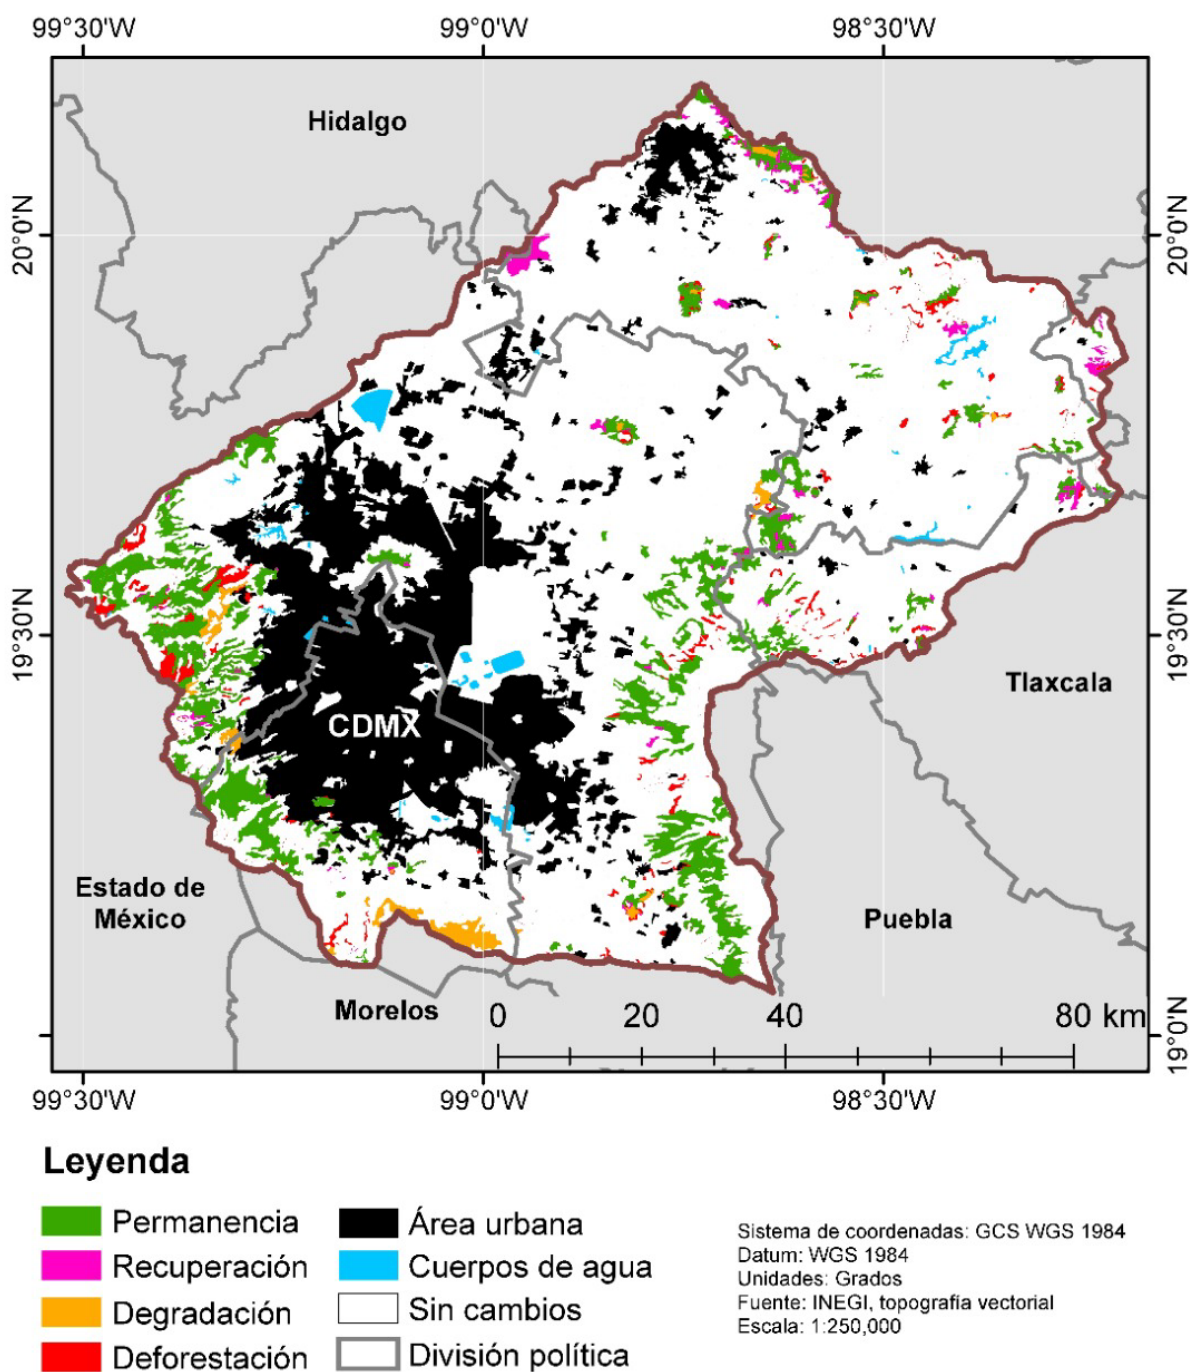 99°30'W 99°0'W 98°30'W
Hidalgo
20°0'N 20°0'N
19°30'N 19°30'N
Tlaxcala
CDMX
Estado de
México
Puebla
Morelos
0 20 40 80 km
19°0'N
99°30'W 99°0'W 98°30'W
Leyenda
Permanencia
Recuperación
Degradación
Deforestación
Área urbana
Cuerpos de agua
Sin cambios
División política
Sistema de coordenadas: GCS WGS 1984
Datum: WGS 1984
Unidades: Grados
Fuente: INEGI, topografía vectorial
Escala: 1:250,000